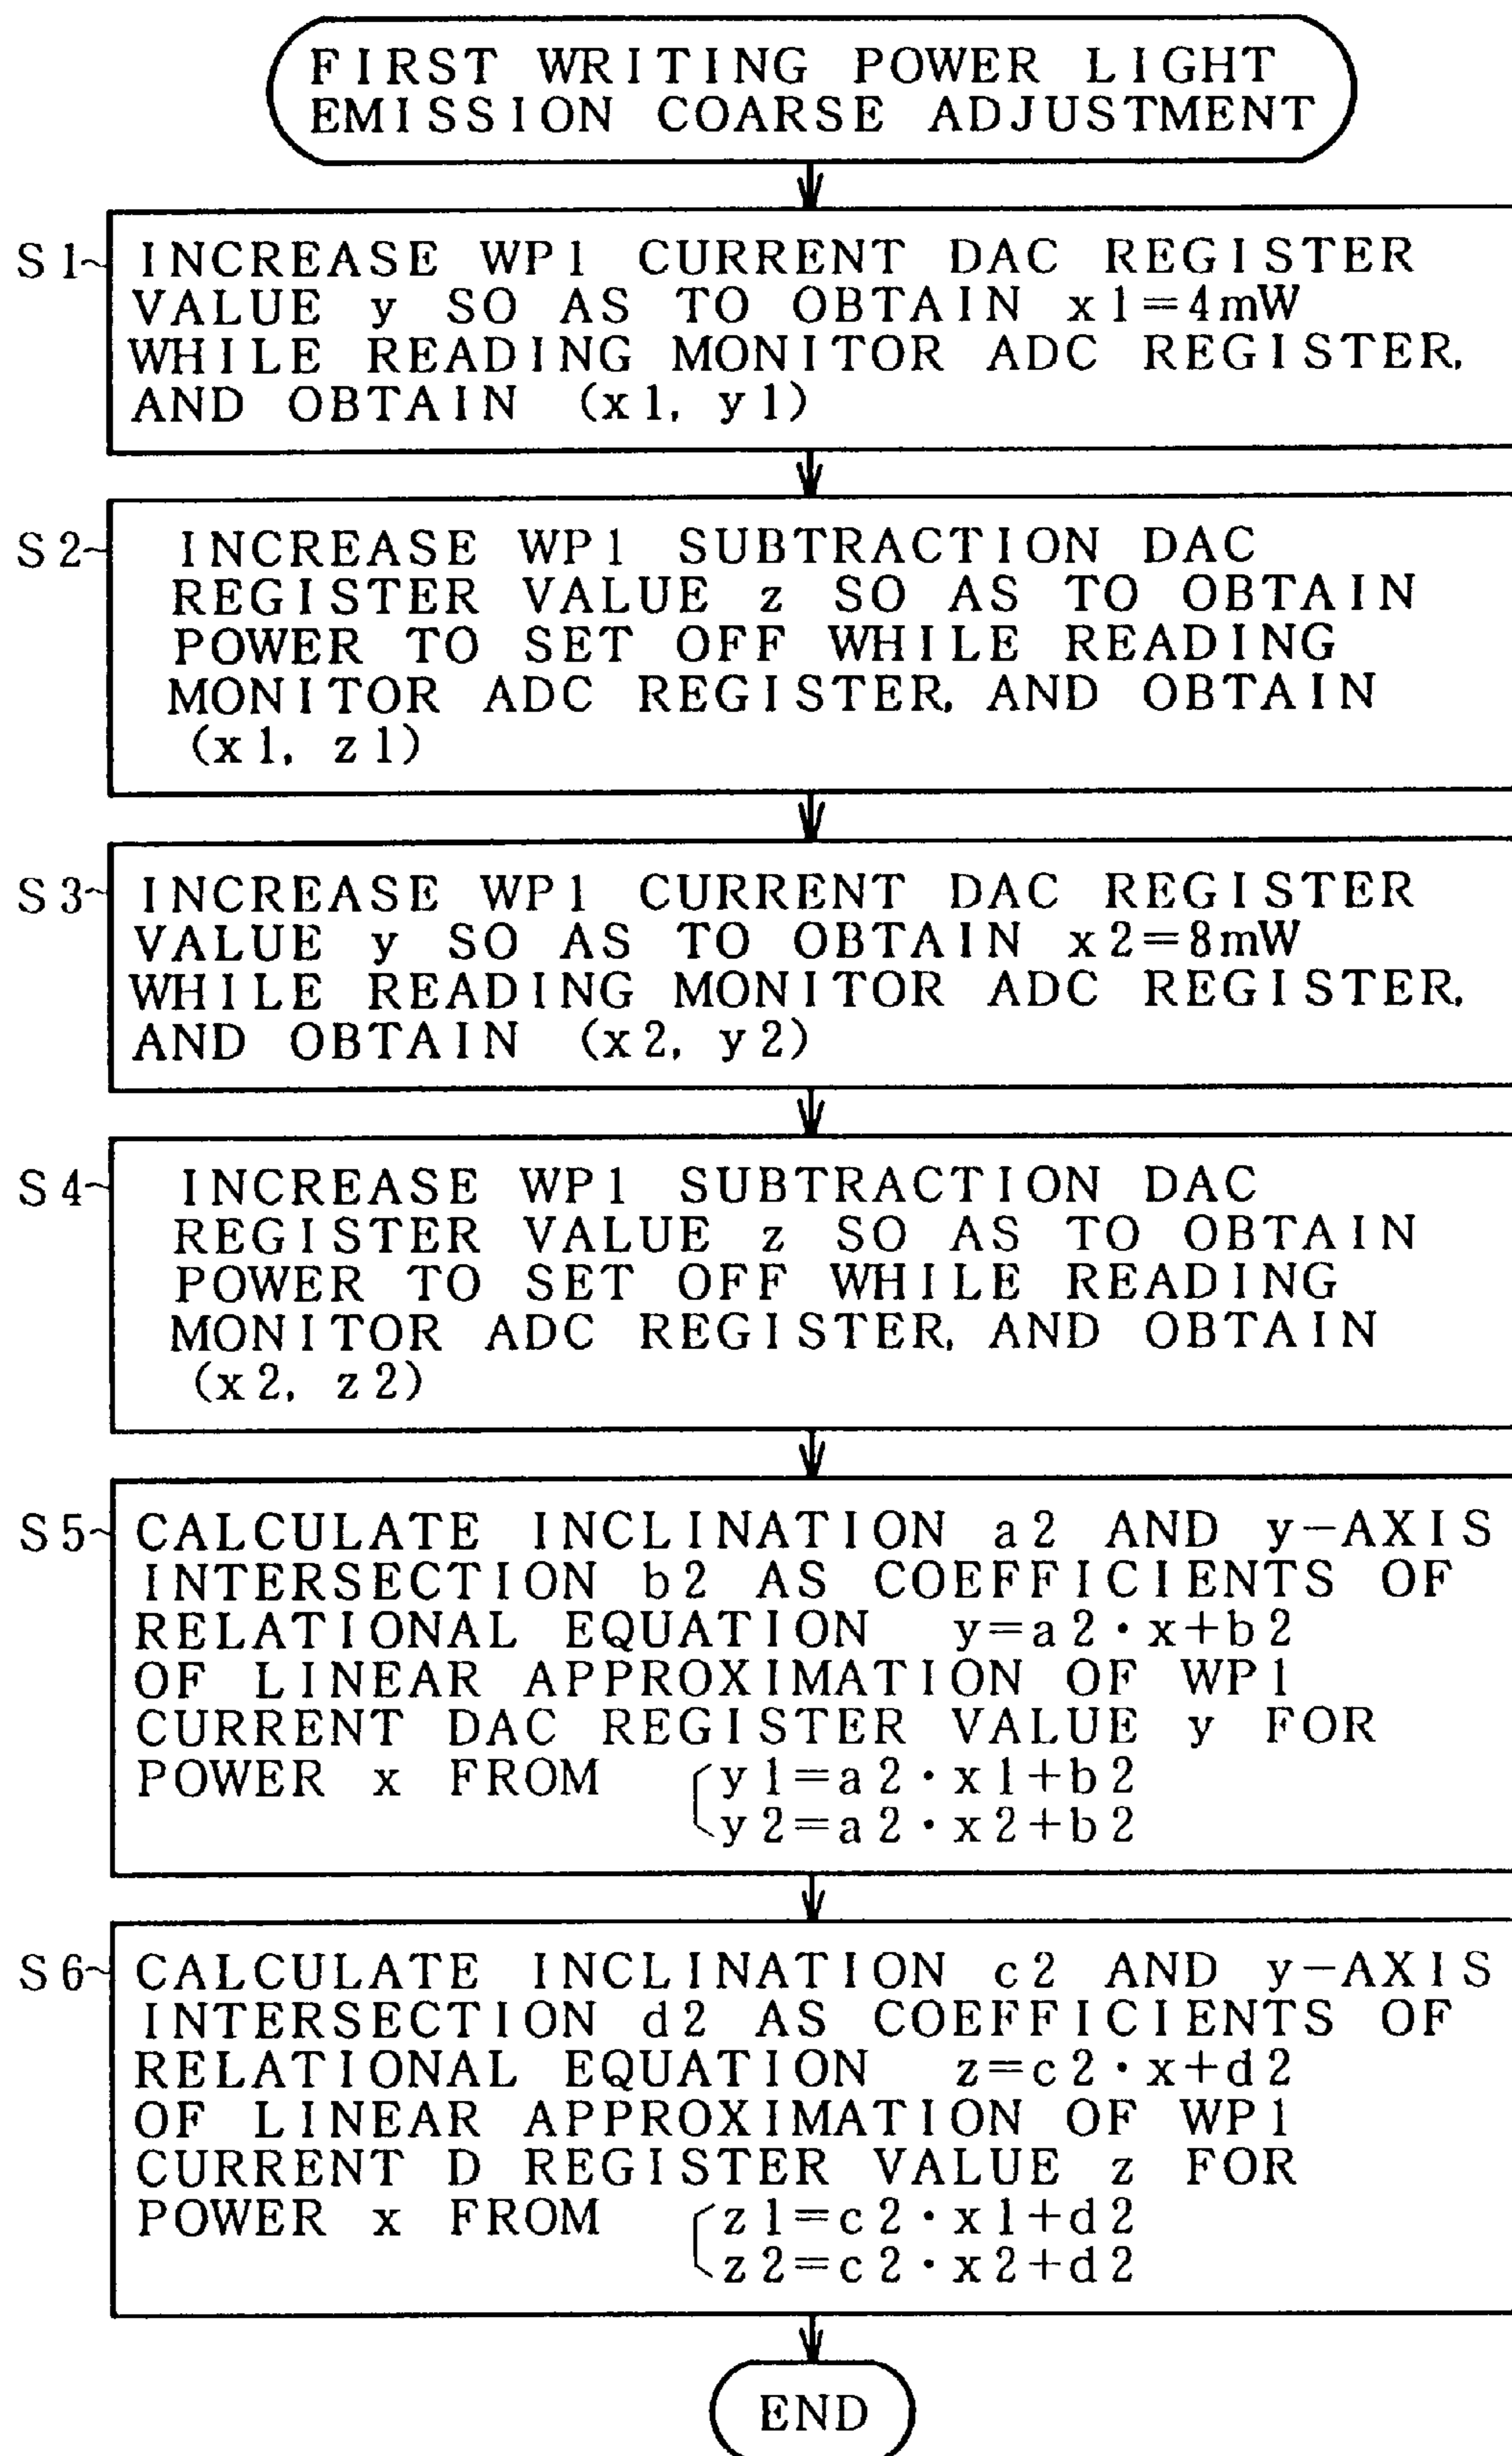 FIRST WRITING POWER LIGHT
EMISSION COARSE ADJUSTMENT
S1 INCREASE WP1 CURRENT DAC REGISTER
VALUE y SO AS TO OBTAIN x1=4mW
WHILE READING MONITOR ADC REGISTER,
AND OBTAIN (x1, y1)
S2 INCREASE WP1 SUBTRACTION DAC
REGISTER VALUE z SO AS TO OBTAIN
POWER TO SET OFF WHILE READING
MONITOR ADC REGISTER, AND OBTAIN
(x1, z1)
S3 INCREASE WP1 CURRENT DAC REGISTER
VALUE y SO AS TO OBTAIN x2=8mW
WHILE READING MONITOR ADC REGISTER,
AND OBTAIN (x2, y2)
S4 INCREASE WP1 SUBTRACTION DAC
REGISTER VALUE z SO AS TO OBTAIN
POWER TO SET OFF WHILE READING
MONITOR ADC REGISTER, AND OBTAIN
(x2, z2)
S5 CALCULATE INCLINATION a2 AND y-AXIS
INTERSECTION b2 AS COEFFICIENTS OF
RELATIONAL EQUATION y=a2·x+b2
OF LINEAR APPROXIMATION OF WP1
CURRENT DAC REGISTER VALUE y FOR
POWER x FROM y1=a2·x1+b2
y2=a2·x2+b2
S6 CALCULATE INCLINATION c2 AND y-AXIS
INTERSECTION d2 AS COEFFICIENTS OF
RELATIONAL EQUATION z=c2·x+d2
OF LINEAR APPROXIMATION OF WP1
CURRENT D REGISTER VALUE z FOR
POWER x FROM z1=c2·x1+d2
z2=c2·x2+d2
END